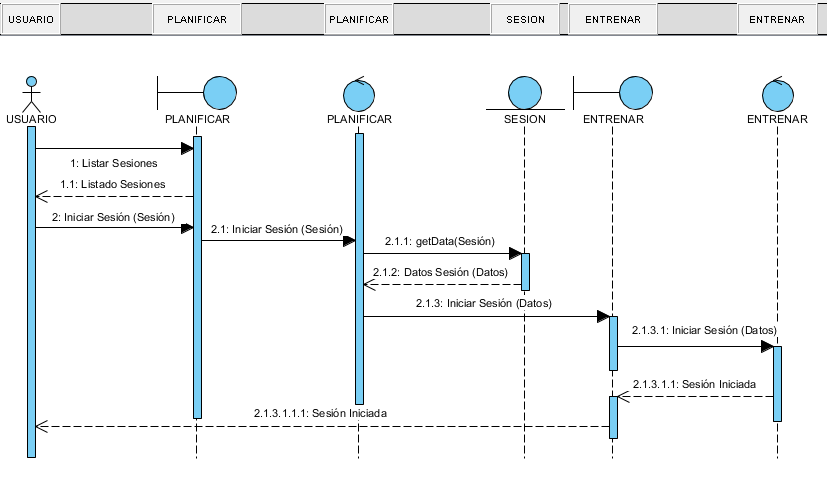 USUARIO
PLANIFICAR
PLANIFICAR
SESION
ENTRENAR
ENTRENAR
USUARIO
PLANIFICAR
PLANIFICAR
SESION
ENTRENAR
ENTRENAR
1: Listar Sesiones
1.1: Listado Sesiones
2: Iniciar Sesión (Sesión)
2.1: Iniciar Sesión (Sesión)
2.1.1: getData(Sesión)
2.1.2: Datos Sesión (Datos)
2.1.3: Iniciar Sesión (Datos)
2.1.3.1: Iniciar Sesión (Datos)
2.1.3.1.1: Sesión Iniciada
2.1.3.1.1.1: Sesión Iniciada